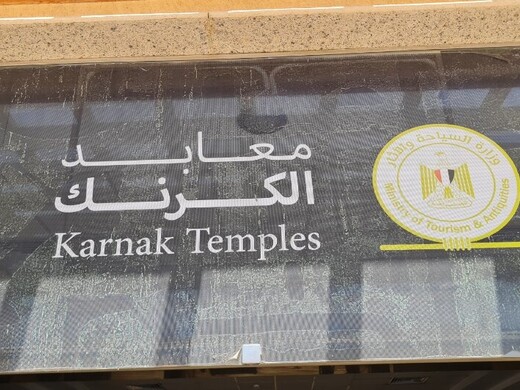 معابد
الكرنك
Karnak Temples
وزارة السياحة والآثار
Ministry of Tourism & Antiquities